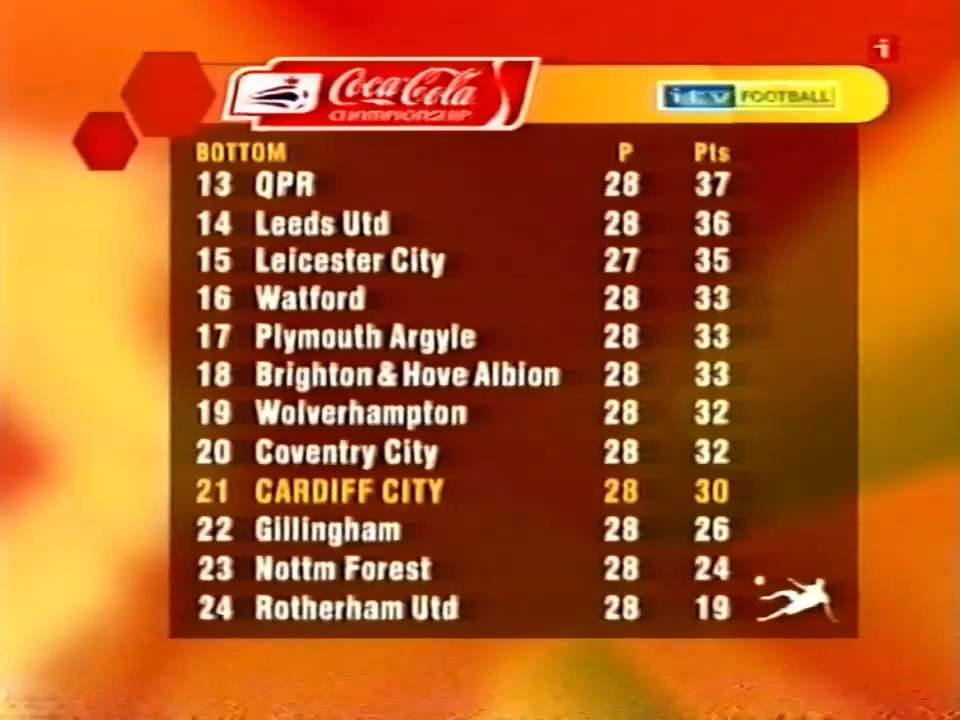 i
Coca-Cola
CHAMPIONSHIP
itv FOOTBALL
BOTTOM P Pts
13 QPR 28 37
14 Leeds Utd 28 36
15 Leicester City 27 35
16 Watford 28 33
17 Plymouth Argyle 28 33
18 Brighton & Hove Albion 28 33
19 Wolverhampton 28 32
20 Coventry City 28 32
21 CARDIFF CITY 28 30
22 Gillingham 28 26
23 Nottm Forest 28 24
24 Rotherham Utd 28 19